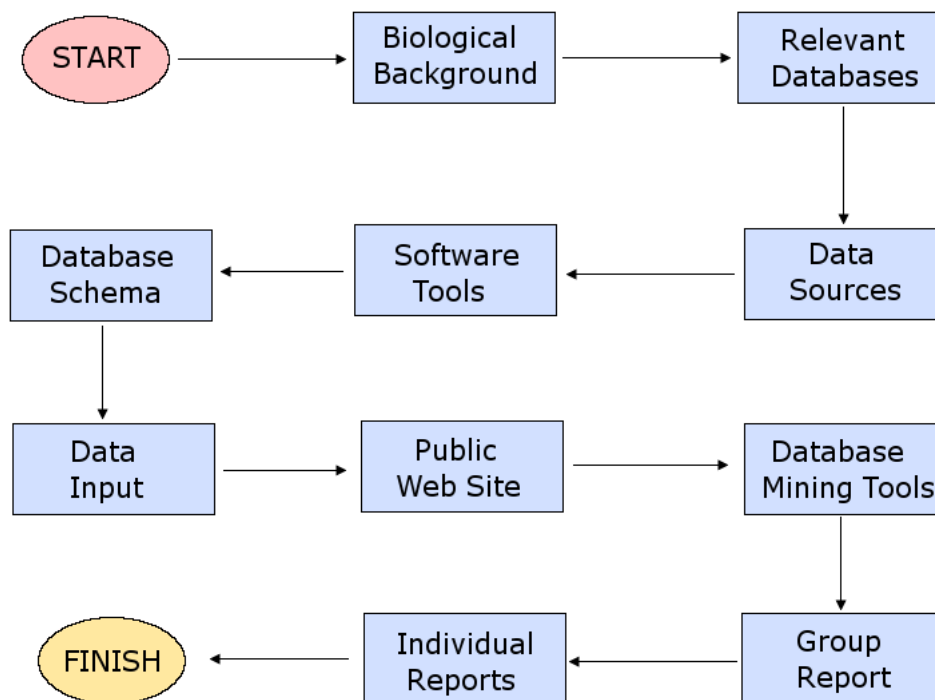 START
Biological
Background
Relevant
Databases
Database
Schema
Software
Tools
Data
Sources
Data
Input
Public
Web Site
Database
Mining Tools
FINISH
Individual
Reports
Group
Report